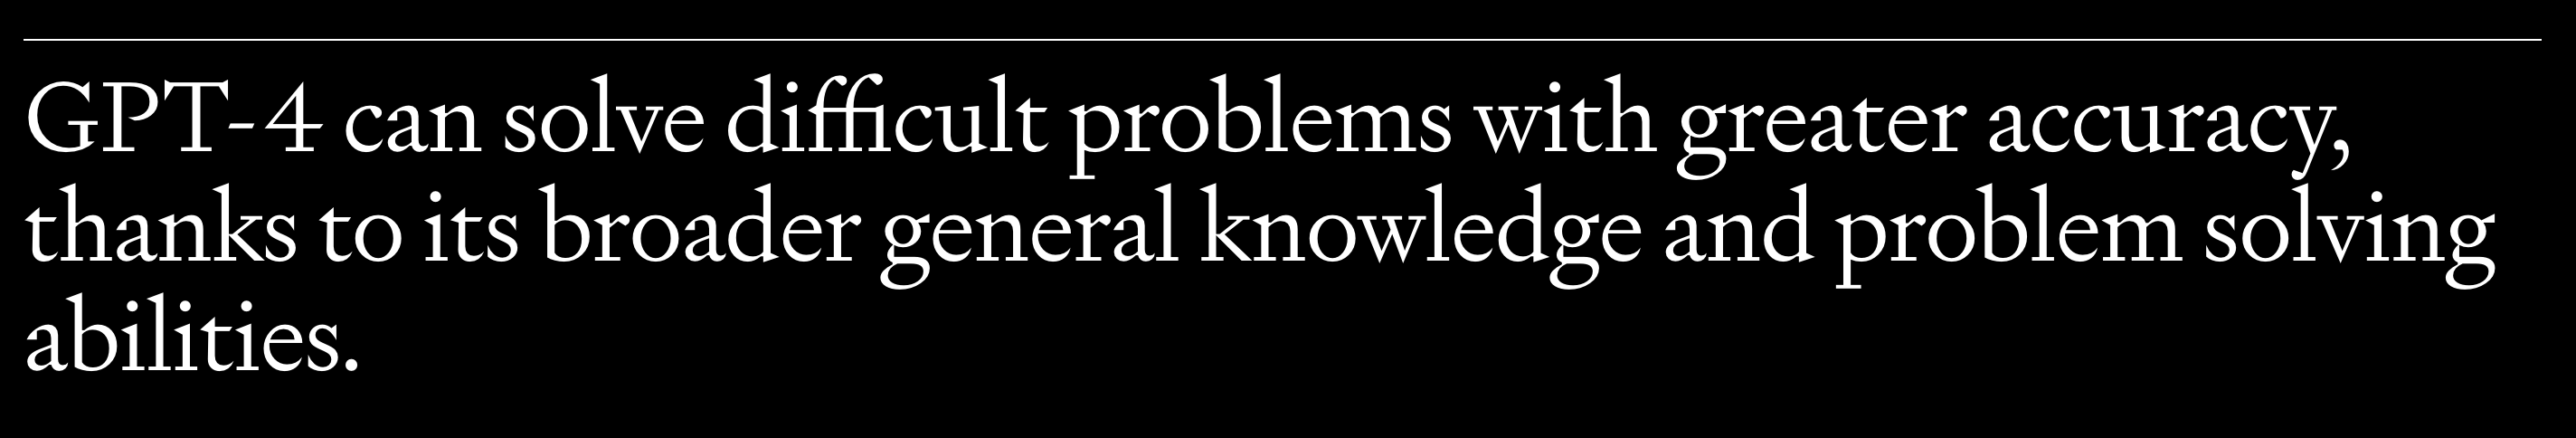 GPT-4 can solve difficult problems with greater accuracy,
thanks to its broader general knowledge and problem solving
abilities.